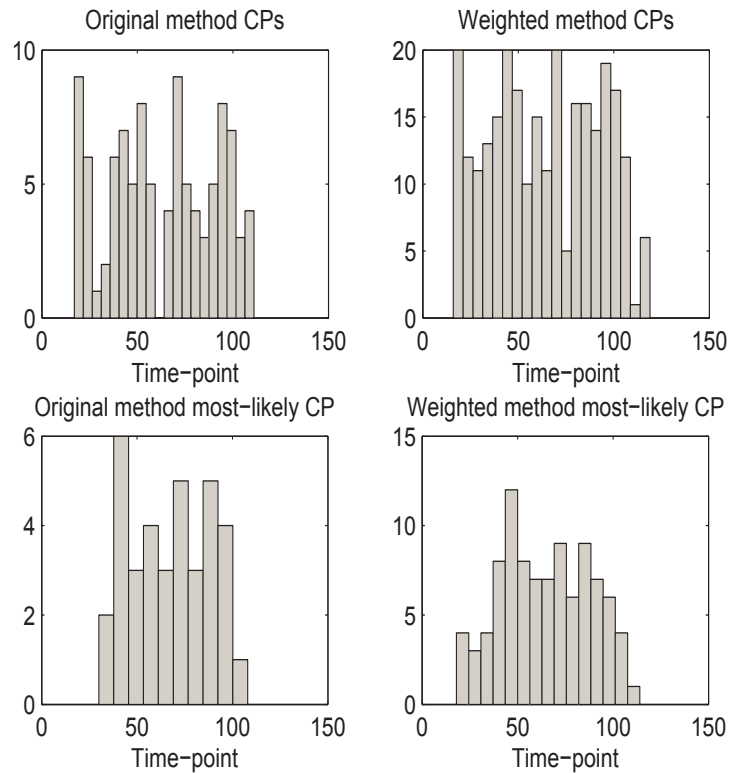 Original method CPs
10
5
0
0 50 100 150
Time−point
Weighted method CPs
20
15
10
5
0
0 50 100 150
Time−point
Original method most−likely CP
6
4
2
0
0 50 100 150
Time−point
Weighted method most−likely CP
15
10
5
0
0 50 100 150
Time−point